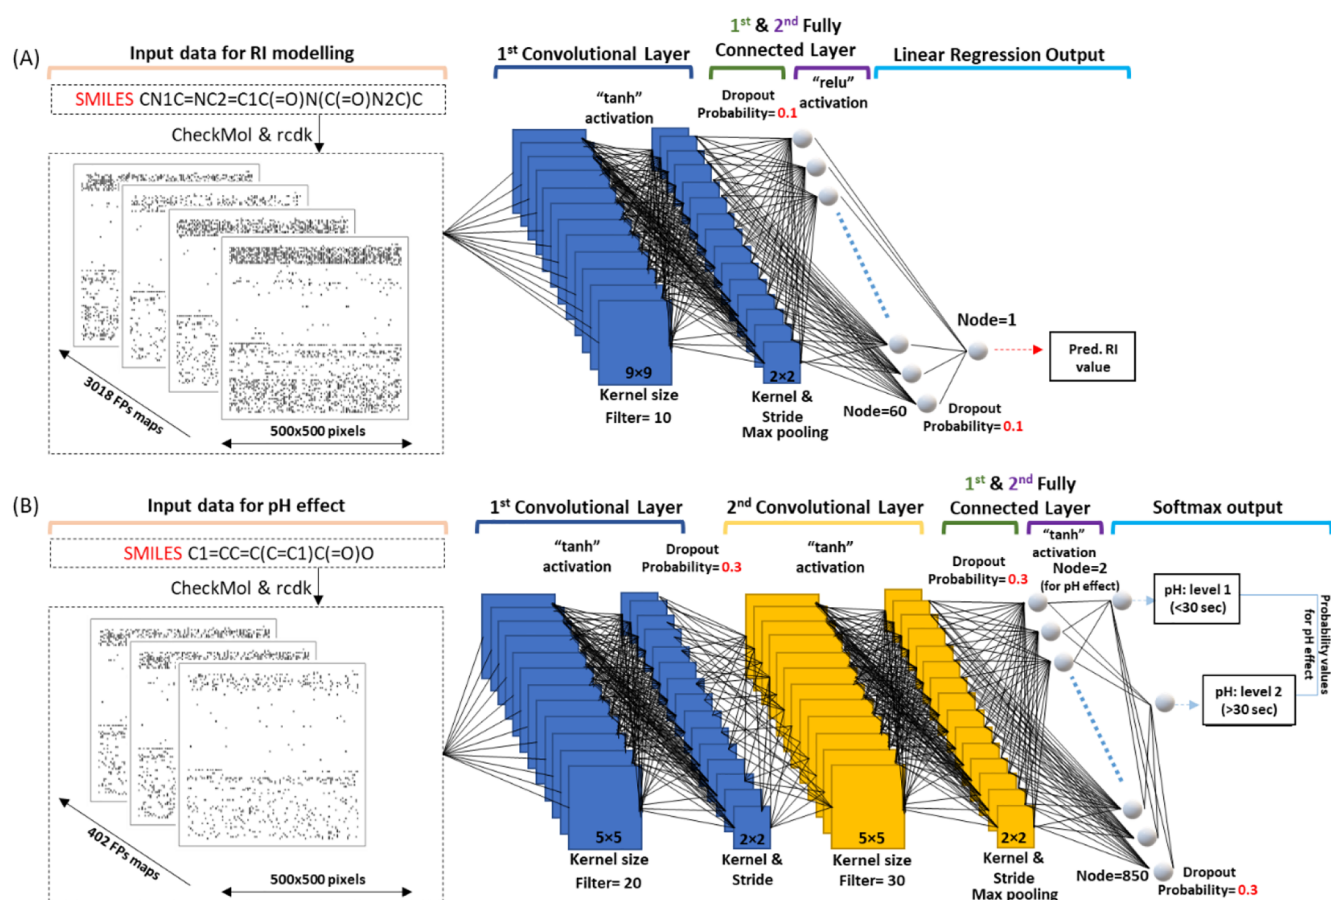 (A)
Input data for RI modelling
SMILES CN1C=NC2=C1C(=O)N(C(=O)N2C)C
CheckMol & rcdk
3018 FPs maps
500x500 pixels
1st Convolutional Layer
"tanh"
activation
9×9
Kernel size
Filter= 10
2×2
Kernel &
Stride
Max pooling
1st & 2nd Fully
Connected Layer
Dropout
Probability= 0.1
"relu"
activation
Node=60
Dropout
Probability= 0.1
Linear Regression Output
Node=1
Pred. RI
value
(B)
Input data for pH effect
SMILES C1=CC=C(C=C1)C(=O)O
CheckMol & rcdk
402 FPs maps
500x500 pixels
1st Convolutional Layer
"tanh"
activation
Dropout
Probability= 0.3
5×5
Kernel size
Filter= 20
2×2
Kernel &
Stride
2nd Convolutional Layer
"tanh"
activation
5×5
Kernel size
Filter= 30
2×2
Kernel &
Stride
Max pooling
1st & 2nd Fully
Connected Layer
Dropout
Probability= 0.3
"tanh"
activation
Node=2
(for pH effect)
Node=850
Dropout
Probability= 0.3
Softmax output
pH: level 1
(<30 sec)
pH: level 2
(>30 sec)
Probability values
for pH effect